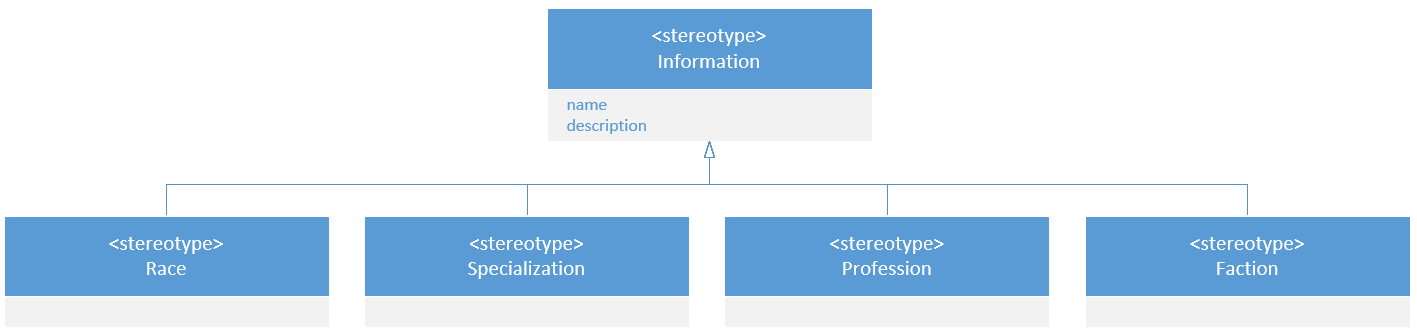 <stereotype>
Information
name
description
<stereotype>
Race
<stereotype>
Specialization
<stereotype>
Profession
<stereotype>
Faction